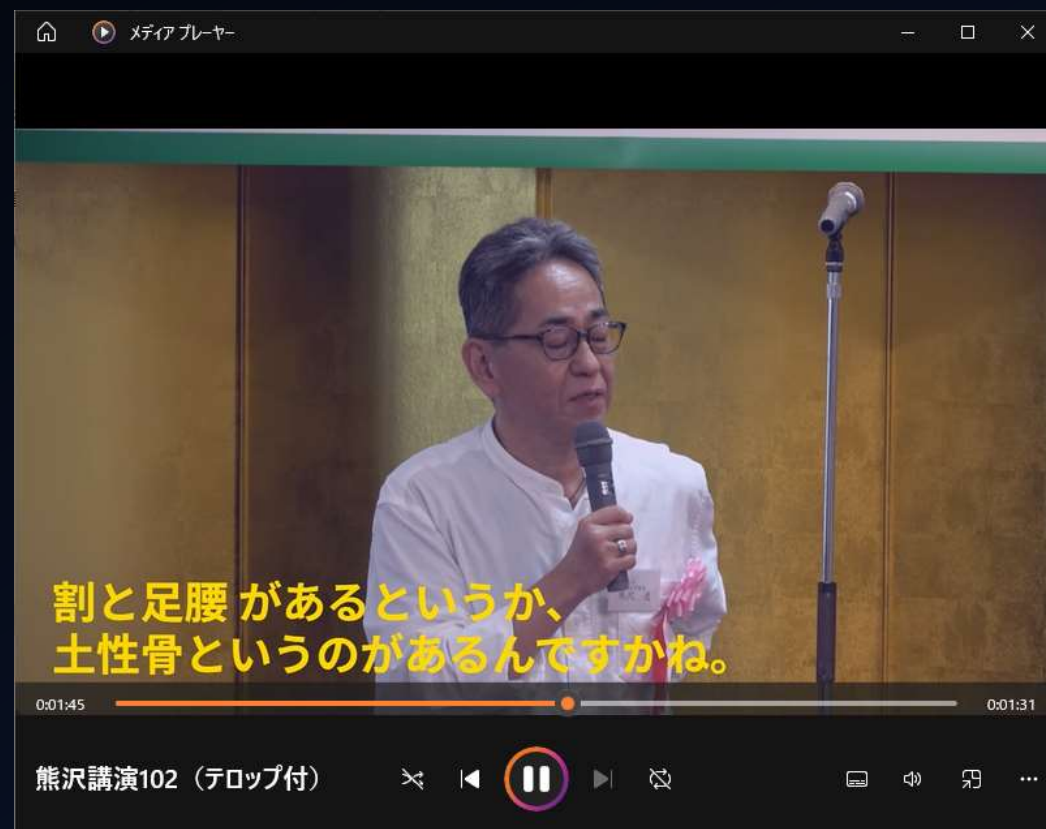 メディア プレーヤー
割と足腰 があるというか、
土性骨というのがあるんですかね。
0:01:45
0:01:31
熊沢講演102（テロップ付）